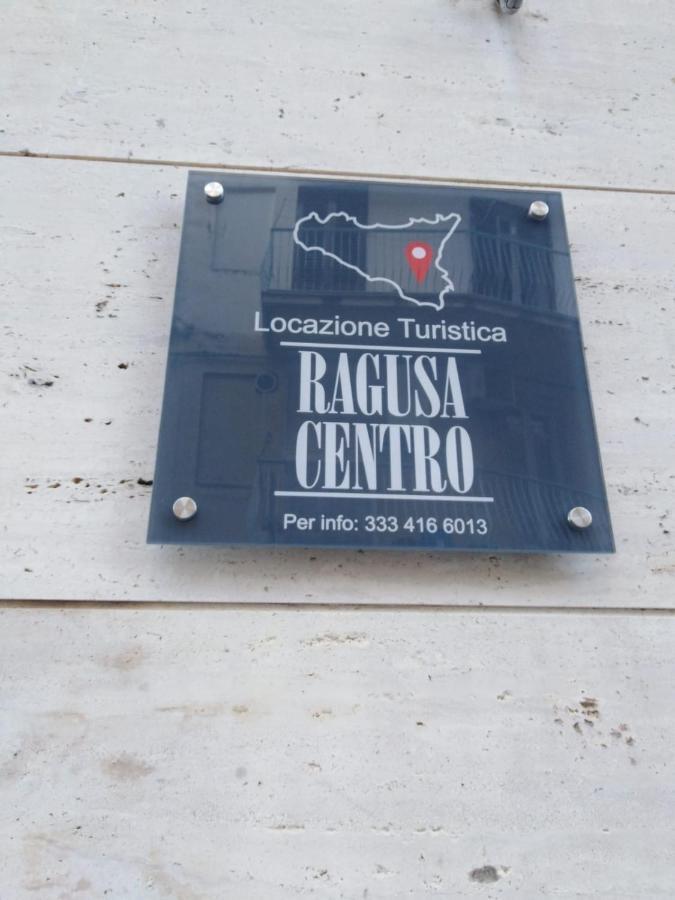 Locazione Turistica
RAGUSA
CENTRO
Per info: 333 416 6013